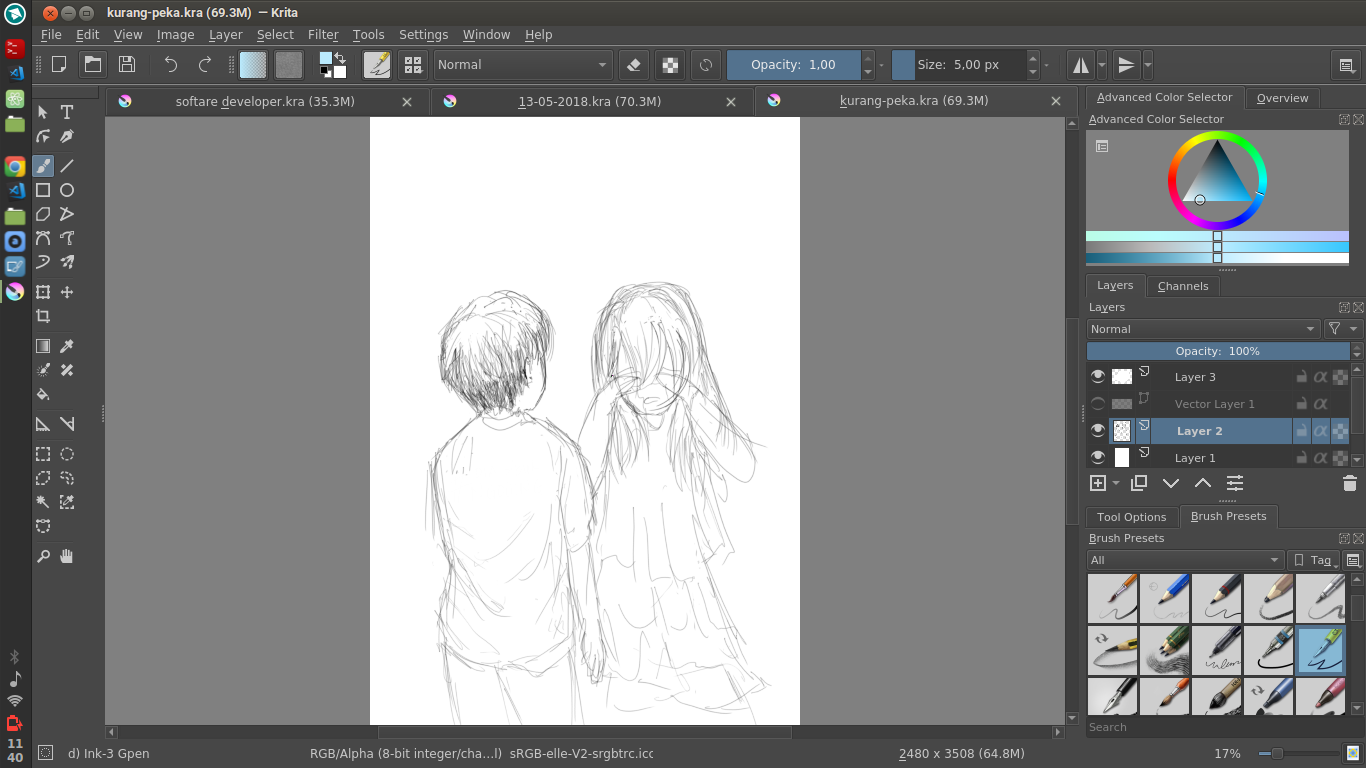 kurang-peka.kra (69.3M) — Krita
File Edit View Image Layer Select Filter Tools Settings Window Help
Normal
Opacity: 1,00
Size: 5,00 px
softare developer.kra (35.3M)
13-05-2018.kra (70.3M)
kurang-peka.kra (69.3M)
Advanced Color Selector
Overview
Advanced Color Selector
Layers
Channels
Layers
Normal
Opacity: 100%
Layer 3
Vector Layer 1
Layer 2
Layer 1
Tool Options
Brush Presets
Brush Presets
All
Tag
Search
11
40
d) Ink-3 Gpen
RGB/Alpha (8-bit integer/cha...l) sRGB-elle-V2-srgbtrc.icc
2480 x 3508 (64.8M)
17%